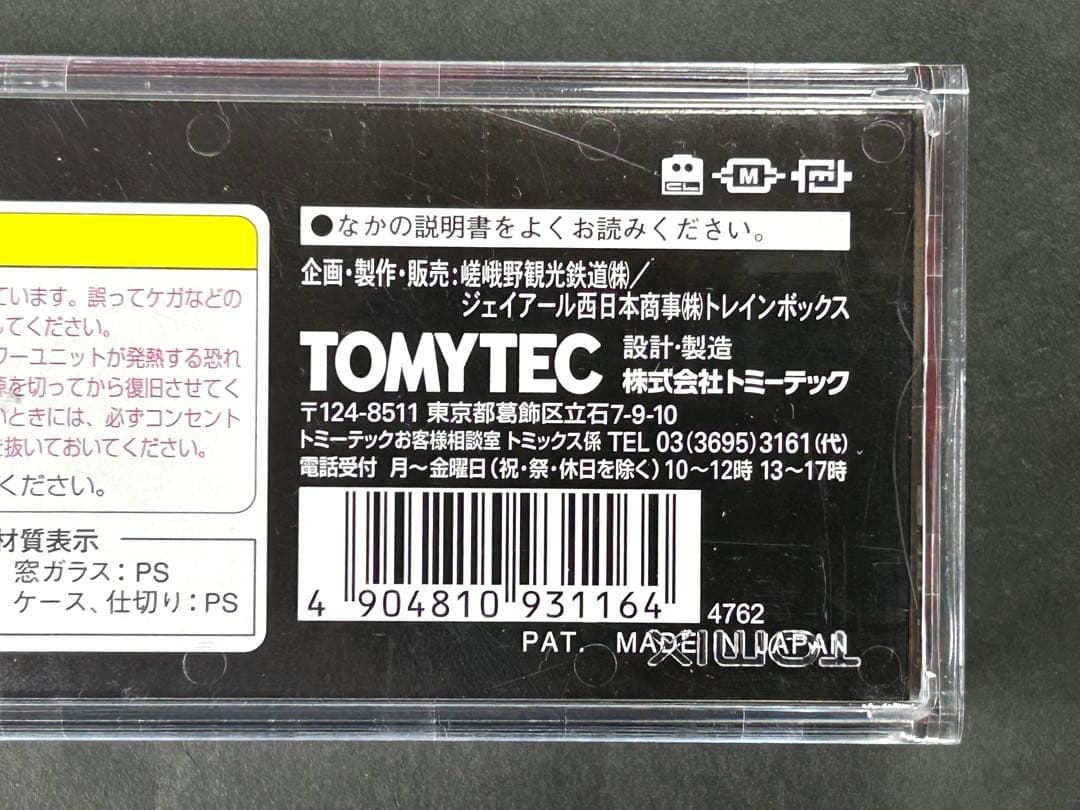 CL
M
●なかの説明書をよくお読みください。
ています。誤ってケガなどの
してください。
企画・製作・販売：嵯峨野観光鉄道㈱／
ジェイアール西日本商事㈱トレインボックス
ワーユニットが発熱する恐れ
を切ってから復旧させてく
いときには、必ずコンセント
抜いておいてください。
ください。
TOMYTEC 設計・製造
株式会社トミーテック
〒124-8511 東京都葛飾区立石7-9-10
トミーテックお客様相談室 トミックス係 TEL 03(3695)3161(代)
電話受付 月～金曜日(祝・祭・休日を除く)10～12時 13～17時
材質表示
窓ガラス：PS
ケース、仕切り：PS
4 904810 931164
4762
PAT. MADE IN JAPAN
TOMIX